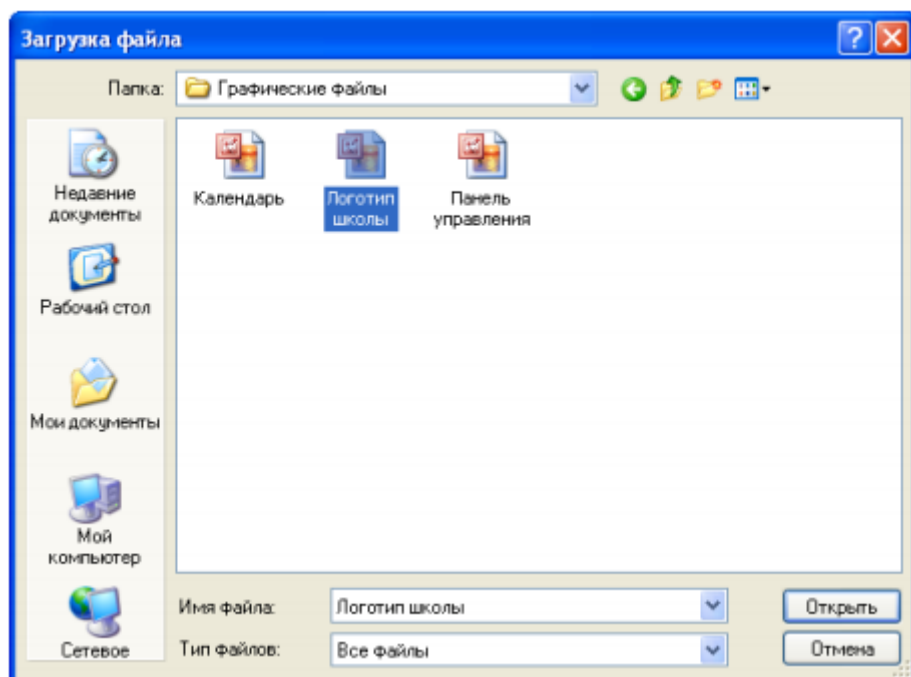 Загрузка файла
Папка: Графические файлы
Недавние
документы
Рабочий стол
Мои документы
Мой
компьютер
Сетевое
Календарь
Логотип
школы
Панель
управления
Имя файла: Логотип школы Открыть
Тип файлов: Все файлы Отмена